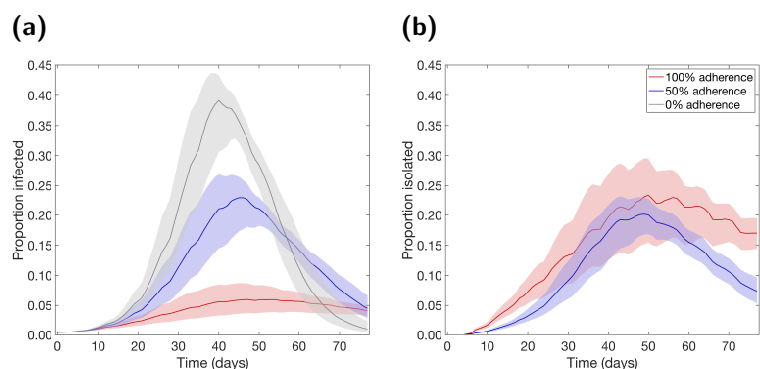 (a)
(b)
Proportion infected
0.45
0.40
0.35
0.30
0.25
0.20
0.15
0.10
0.05
0.00
0 10 20 30 40 50 60 70
Time (days)
Proportion isolated
0.45
0.40
0.35
0.30
0.25
0.20
0.15
0.10
0.05
0.00
0 10 20 30 40 50 60 70
Time (days)
100% adherence
50% adherence
0% adherence